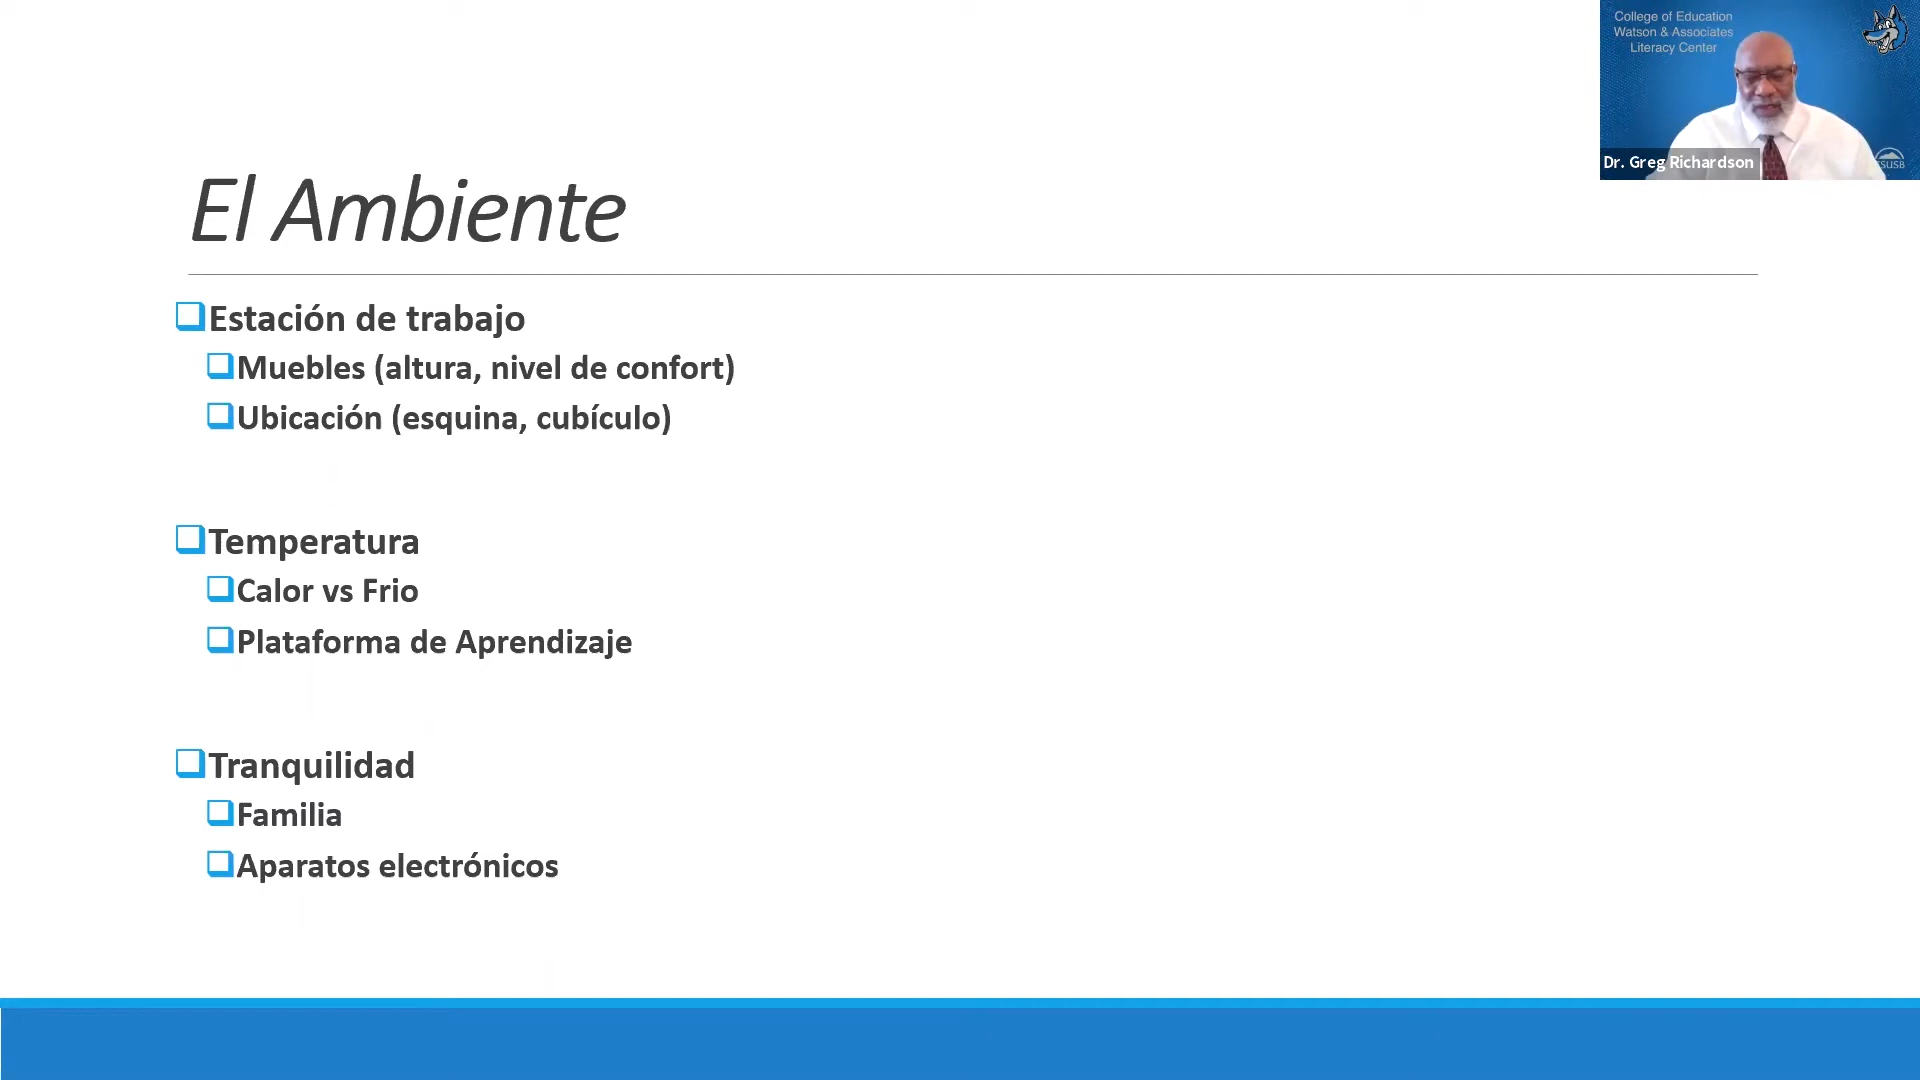 College of Education
Watson & Associates
Literacy Center
Dr. Greg Richardson
El Ambiente
Estación de trabajo
Muebles (altura, nivel de confort)
Ubicación (esquina, cubículo)
Temperatura
Calor vs Frio
Plataforma de Aprendizaje
Tranquilidad
Familia
Aparatos electrónicos